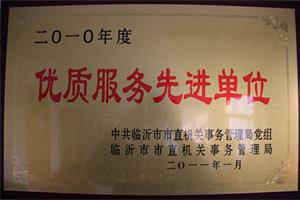 二〇一〇年度
优质服务先进单位
中共临沂市市直机关事务管理局党组
临沂市市直机关事务管理局
二〇一一年一月